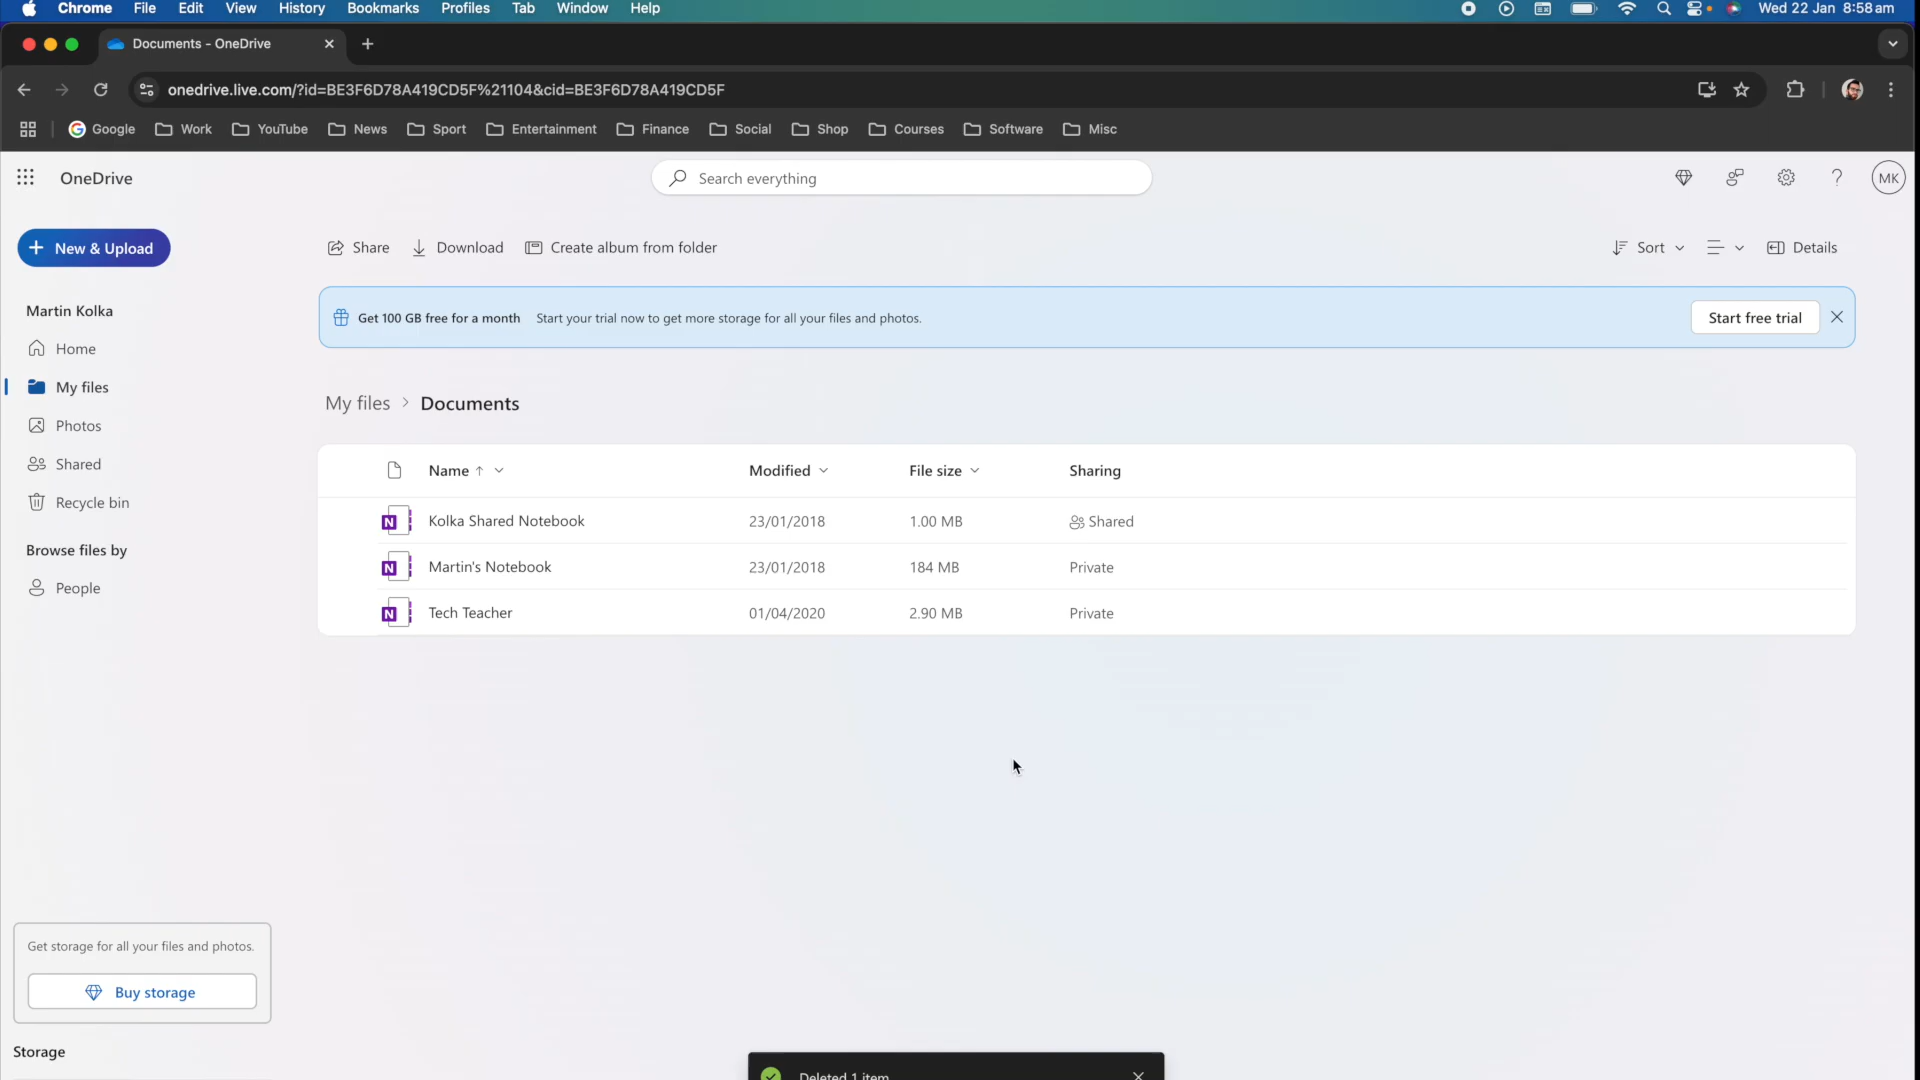 Chrome File Edit View History Bookmarks Profiles Tab Window Help Wed 22 Jan 8:58 am
Documents - OneDrive
onedrive.live.com/?id=BE3F6D78A419CD5F%21104&cid=BE3F6D78A419CD5F
Google Work YouTube News Sport Entertainment Finance Social Shop Courses Software Misc
OneDrive Search everything MK
New & Upload Share Download Create album from folder Sort Details
Martin Kolka
Get 100 GB free for a month Start your trial now to get more storage for all your files and photos. Start free trial
Home
My files
Photos
Shared
Recycle bin
Browse files by
People
My files > Documents
Name Modified File size Sharing
N Kolka Shared Notebook 23/01/2018 1.00 MB Shared
N Martin's Notebook 23/01/2018 184 MB Private
N Tech Teacher 01/04/2020 2.90 MB Private
Get storage for all your files and photos.
Buy storage
Storage
Deleted 1 item